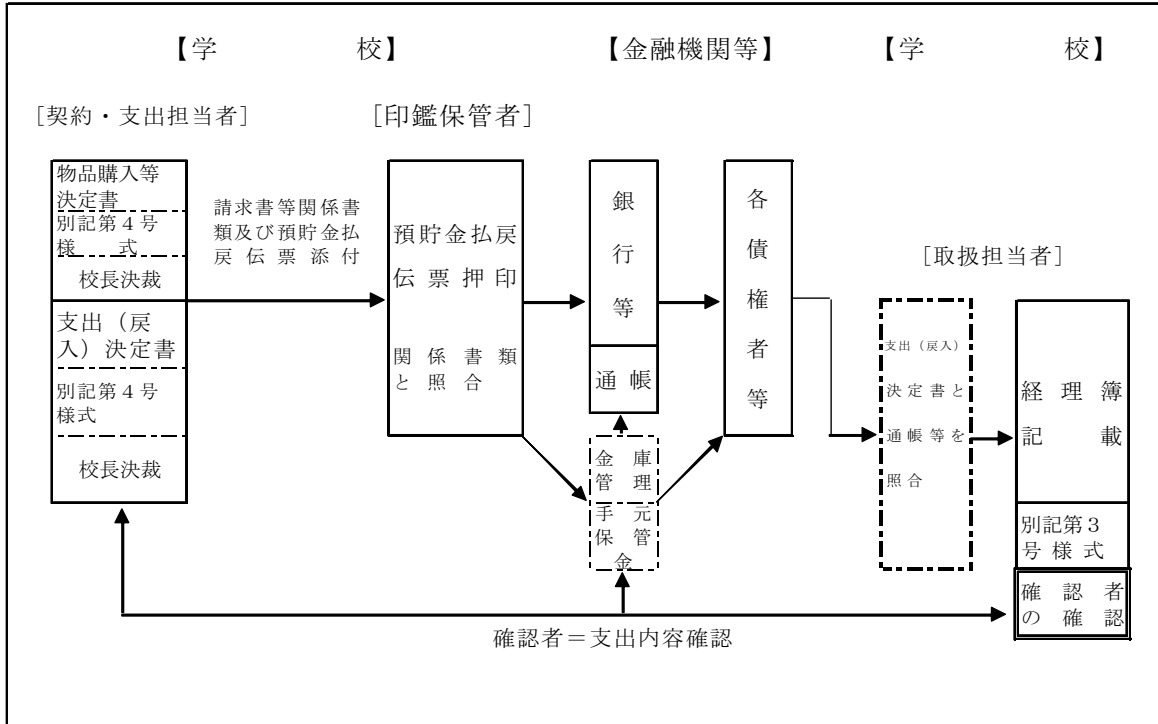 【学　　　校】
【金融機関等】
【学　　　校】
［契約・支出担当者］
［印鑑保管者］
物品購入等
決定書
別記第４号
様　　式
校長決裁
支出（戻
入）決定書
別記第４号
様式
校長決裁
請求書等関係書
類及び預貯金払
戻伝票添付
預貯金払戻
伝票押印
関係書類
と照合
銀
行
等
通帳
金庫
管理
手元
保管
金
各
債
権
者
等
［取扱担当者］
支出（戻入）
決定書と
通帳等を
照合
経理簿
記　　載
別記第３
号様式
確認者
の確認
確認者＝支出内容確認